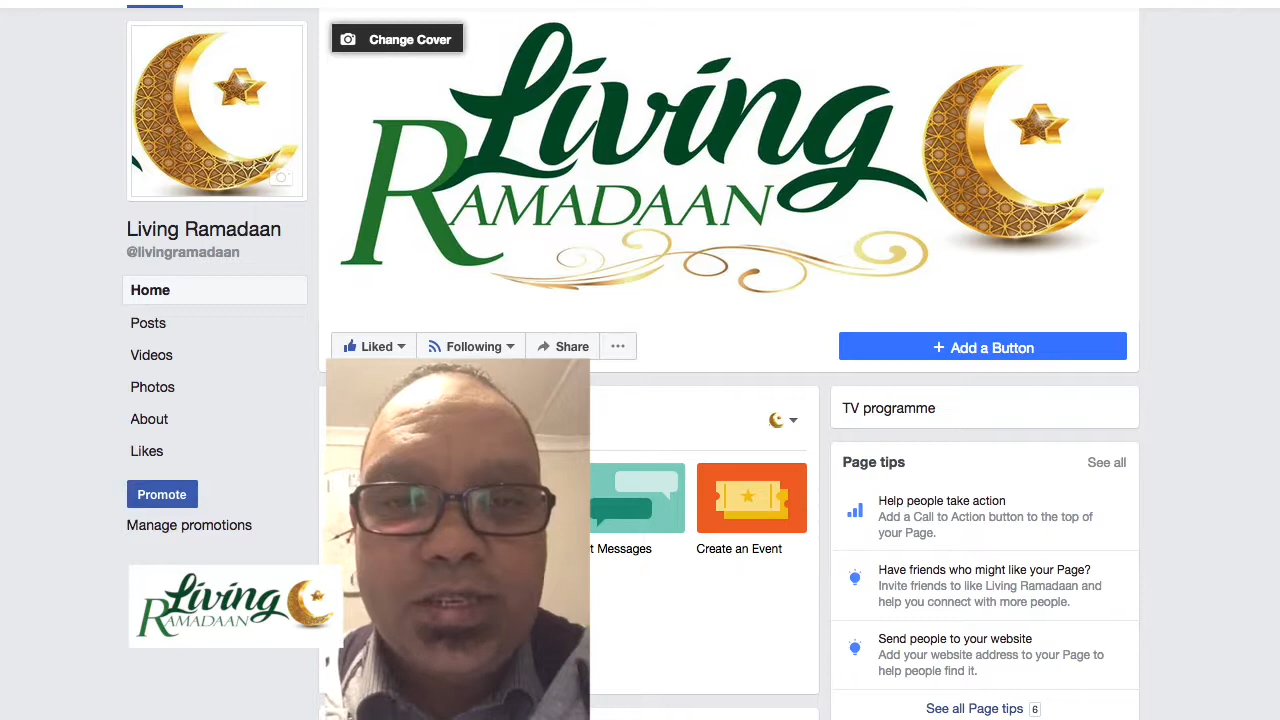 Change Cover
Living
RAMADAAN
Living Ramadaan
@livingramadaan
Home
Posts
Videos
Photos
About
Likes
Promote
Manage promotions
Living
RAMADAAN
Liked
Following
Share
+ Add a Button
t Messages
Create an Event
TV programme
Page tips
See all
Help people take action
Add a Call to Action button to the top of
your Page.
Have friends who might like your Page?
Invite friends to like Living Ramadaan and
help you connect with more people.
Send people to your website
Add your website address to your Page to
help people find it.
See all Page tips 6